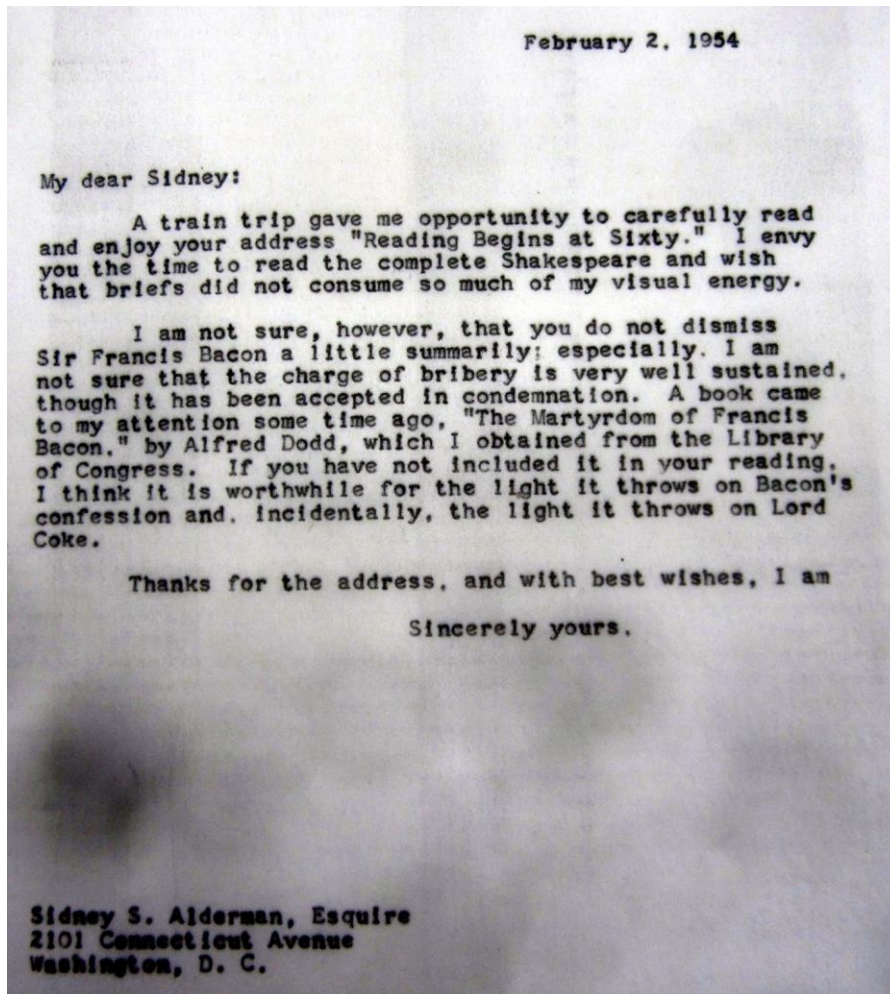 February 2, 1954
My dear Sidney:
A train trip gave me opportunity to carefully read
and enjoy your address "Reading Begins at Sixty." I envy
you the time to read the complete Shakespeare and wish
that briefs did not consume so much of my visual energy.
I am not sure, however, that you do not dismiss
Sir Francis Bacon a little summarily; especially, I am
not sure that the charge of bribery is very well sustained,
though it has been accepted in condemnation. A book came
to my attention some time ago, "The Martyrdom of Francis
Bacon," by Alfred Dodd, which I obtained from the Library
of Congress. If you have not included it in your reading,
I think it is worthwhile for the light it throws on Bacon's
confession and, incidentally, the light it throws on Lord
Coke.
Thanks for the address, and with best wishes, I am
Sincerely yours,
Sidney S. Alderman, Esquire
2101 Connecticut Avenue
Washington, D. C.